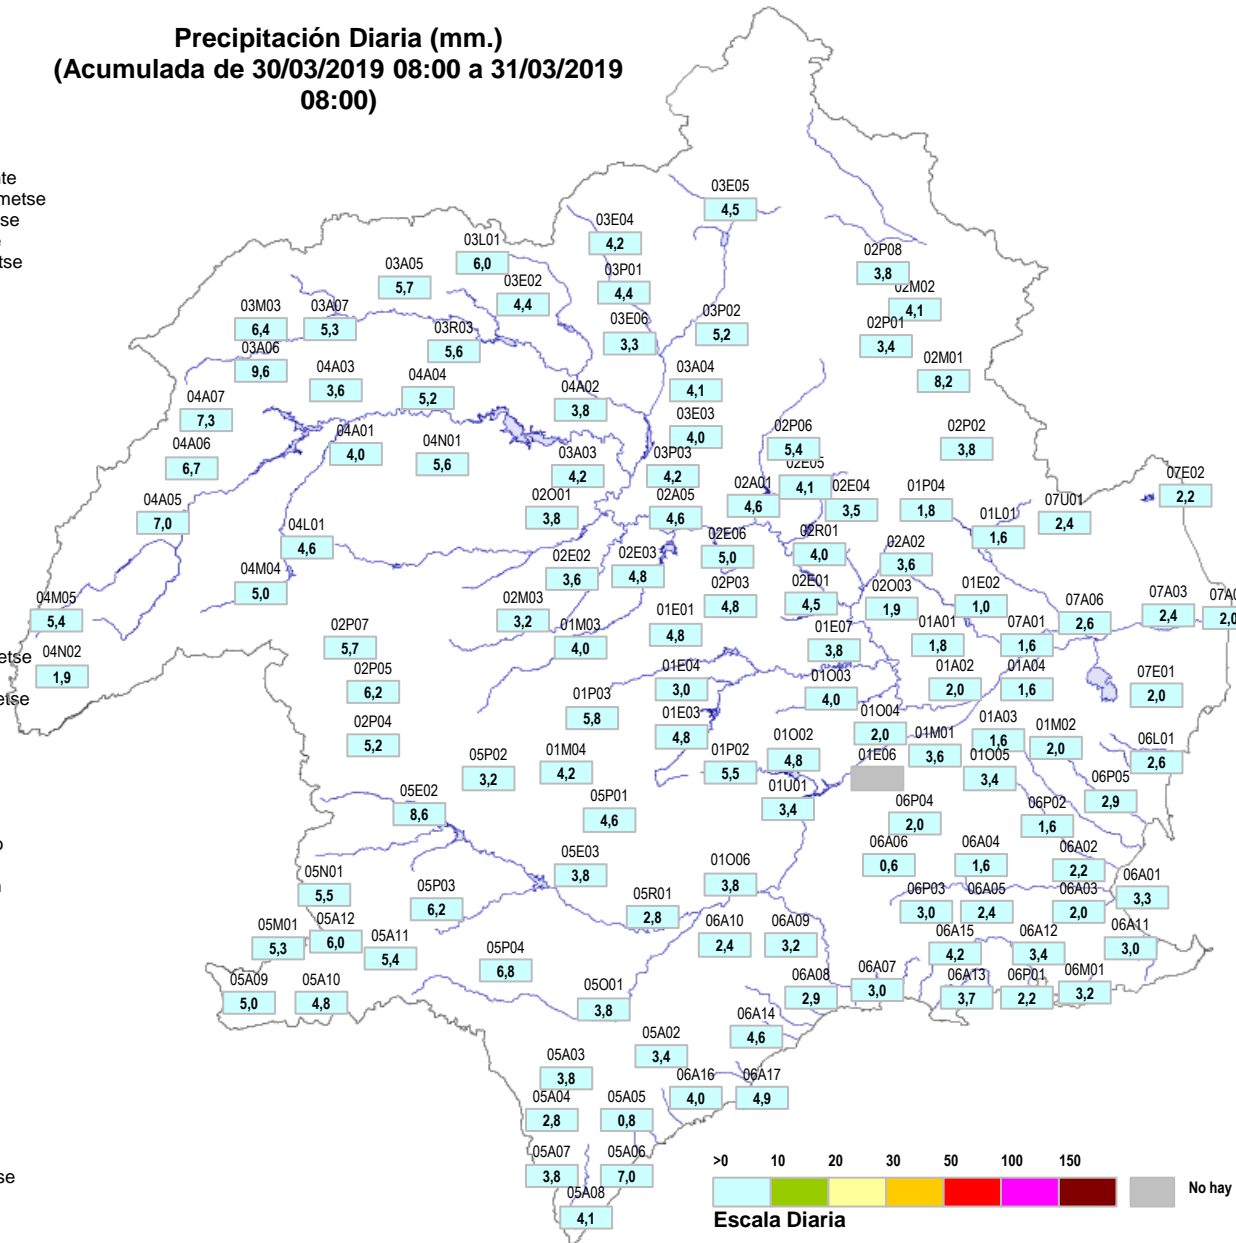 Precipitación Diaria (mm.)
(Acumulada de 30/03/2019 08:00 a 31/03/2019
08:00)
03E05
4,5
03E04
4,2
03L01
6,0
02P08
3,8
03A05
5,7
03P01
4,4
03E02
4,4
02M02
4,1
03M03
6,4
03A07
5,3
03P02
5,2
03E06
3,3
03R03
5,6
02P01
3,4
03A06
9,6
02M01
8,2
04A03
3,6
04A04
5,2
03A04
4,1
04A02
3,8
04A07
7,3
03E03
4,0
02P06
5,4
02P02
3,8
04A01
4,0
04N01
5,6
04A06
6,7
03A03
4,2
03P03
4,2
02E05
4,1
07E02
2,2
02A01
4,6
02E04
3,5
01P04
1,8
04A05
7,0
02O01
3,8
02A05
4,6
07U01
2,4
01L01
1,6
04L01
4,6
02E06
5,0
02R01
4,0
02A02
3,6
02E02
3,6
02E03
4,8
04M04
5,0
02P03
4,8
02E01
4,5
02O03
1,9
01E02
1,0
04M05
5,4
02M03
3,2
01E01
4,8
07A06
2,6
07A03
2,4
07A0
2,0
02P07
5,7
01M03
4,0
01E07
3,8
01A01
1,8
07A01
1,6
etse
04N02
1,9
02P05
6,2
01E04
3,0
01O03
4,0
01A02
2,0
01A04
1,6
07E01
2,0
etse
01P03
5,8
01E03
4,8
01O04
2,0
02P04
5,2
01A03
1,6
01M02
2,0
01M01
3,6
06L01
2,6
05P02
3,2
01M04
4,2
01P02
5,5
01O02
4,8
01E06
01O05
3,4
05E02
8,6
05P01
4,6
01U01
3,4
06P05
2,9
06P04
2,0
06P02
1,6
05E03
3,8
06A06
0,6
06A04
1,6
06A02
2,2
05N01
5,5
05P03
6,2
01O06
3,8
06A01
3,3
05R01
2,8
06P03
3,0
06A05
2,4
06A03
2,0
05M01
5,3
05A12
6,0
05A11
5,4
06A10
2,4
06A09
3,2
06A15
4,2
06A12
3,4
06A11
3,0
05P04
6,8
05A09
5,0
05A10
4,8
05O01
3,8
06A08
2,9
06A07
3,0
06A13
3,7
06P01
2,2
06M01
3,2
06A14
4,6
05A02
3,4
05A03
3,8
06A16
4,0
06A17
4,9
05A04
2,8
05A05
0,8
05A07
3,8
05A06
7,0
05A08
4,1
>0 10 20 30 50 100 150
No hay
Escala Diaria